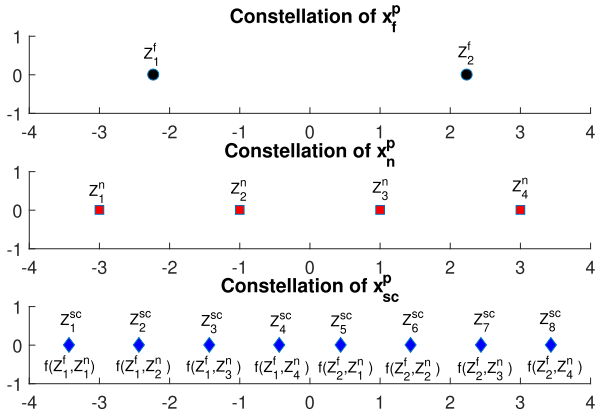 Constellation of x_f^p
Z_1^f Z_2^f
1
0
-1
-4 -3 -2 -1 0 1 2 3 4
Constellation of x_n^p
Z_1^n Z_2^n Z_3^n Z_4^n
1
0
-1
-4 -3 -2 -1 0 1 2 3 4
Constellation of x_sc^p
1
Z_1^sc Z_2^sc Z_3^sc Z_4^sc Z_5^sc Z_6^sc Z_7^sc Z_8^sc
0
f(Z_1^f,Z_1^n) f(Z_1^f,Z_2^n) f(Z_1^f,Z_3^n) f(Z_1^f,Z_4^n) f(Z_2^f,Z_1^n) f(Z_2^f,Z_2^n) f(Z_2^f,Z_3^n) f(Z_2^f,Z_4^n)
-1
-4 -3 -2 -1 0 1 2 3 4